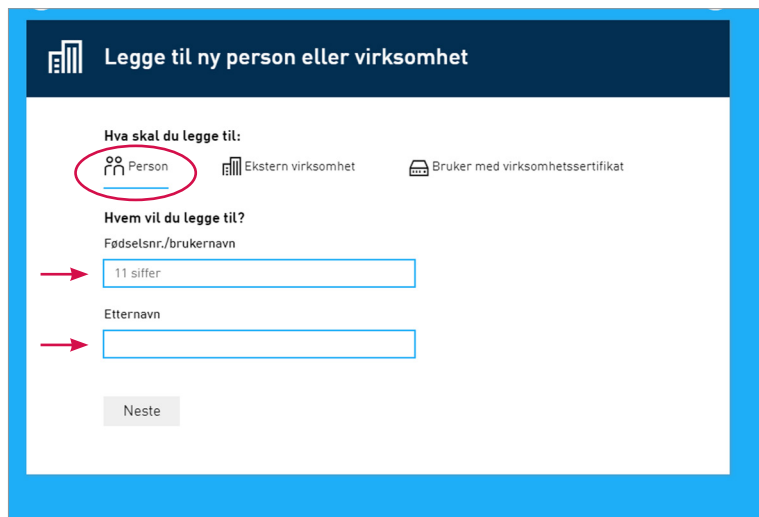 Legge til ny person eller virksomhet
Hva skal du legge til:
Person Ekstern virksomhet Bruker med virksomhetssertifikat
Hvem vil du legge til?
Fødselsnr./brukernavn
11 siffer
Etternavn
Neste